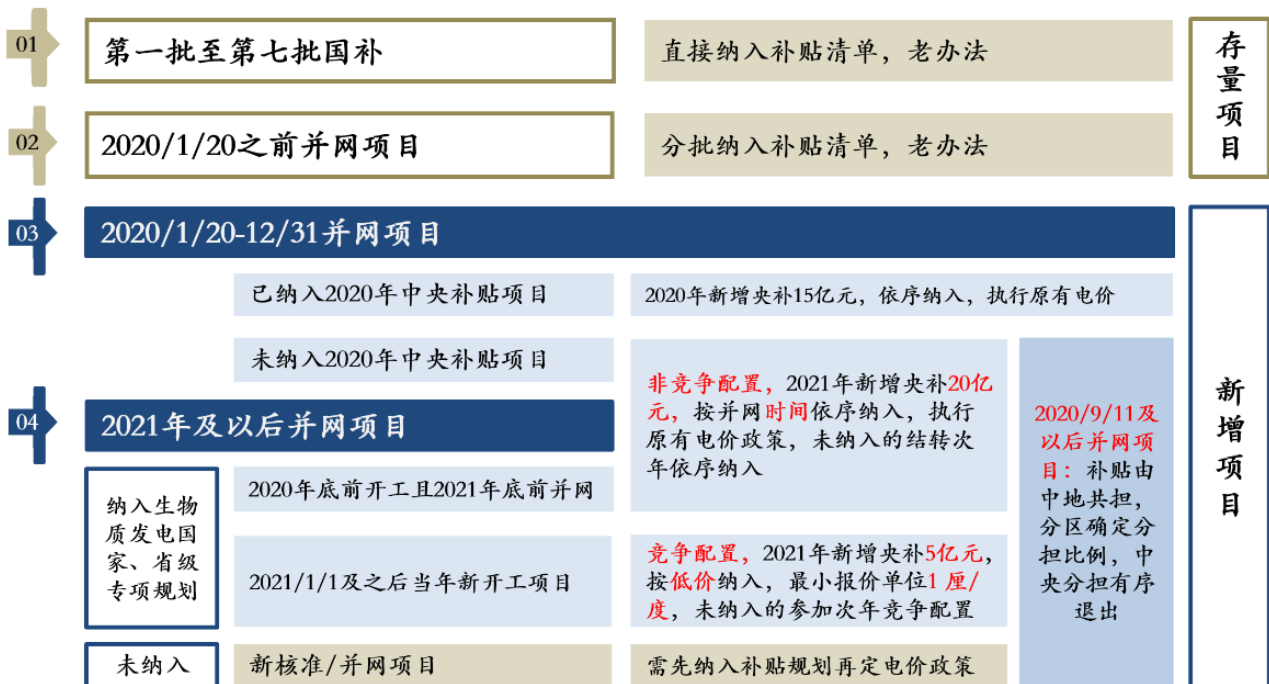 01
第一批至第七批国补
直接纳入补贴清单，老办法
存
量
项
目
02
2020/1/20之前并网项目
分批纳入补贴清单，老办法
03
2020/1/20-12/31并网项目
已纳入2020年中央补贴项目
2020年新增央补15亿元，依序纳入，执行原有电价
未纳入2020年中央补贴项目
非竞争配置，2021年新增央补20亿
元，按并网时间依序纳入，执行
原有电价政策，未纳入的结转次
年依序纳入
2020/9/11及
以后并网项
目：补贴由
中地共担，
分区确定分
担比例，中
央分担有序
退出
新
增
项
目
04
2021年及以后并网项目
纳入生物
质发电国
家、省级
专项规划
2020年底前开工且2021年底前并网
2021/1/1及之后当年新开工项目
竞争配置，2021年新增央补5亿元，
按低价纳入，最小报价单位1 厘/
度，未纳入的参加次年竞争配置
未纳入
新核准/并网项目
需先纳入补贴规划再定电价政策